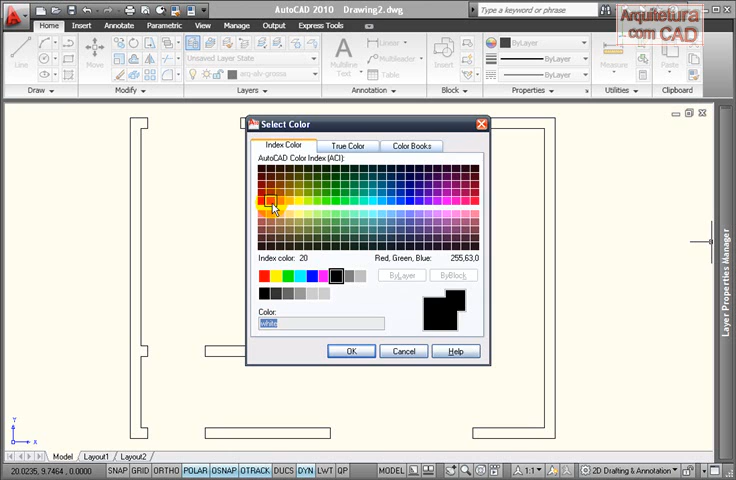 AutoCAD 2010 Drawing2.dwg
Type a keyword or phrase
Arquitetura
com CAD
Home Insert Annotate Parametric View Manage Output Express Tools
Line
Move
Unsaved Layer State
arq-alv-grossa
Multiline
Text
Linear
Multileader
Table
Insert
ByLayer
ByLayer
ByLayer
Measure
Paste
Draw Modify Layers Annotation Block Properties Utilities Clipboard
Select Color
Index Color True Color Color Books
AutoCAD Color Index (ACI):
Index color: 20 Red, Green, Blue: 255,63,0
ByLayer ByBlock
Color:
white
OK Cancel Help
Layer Properties Manager
Y
X
Model Layout1 Layout2
20.0235, 9.7464 , 0.0000 SNAP GRID ORTHO POLAR OSNAP OTRACK DUCS DYN LWT QP MODEL 1:1 2D Drafting & Annotation